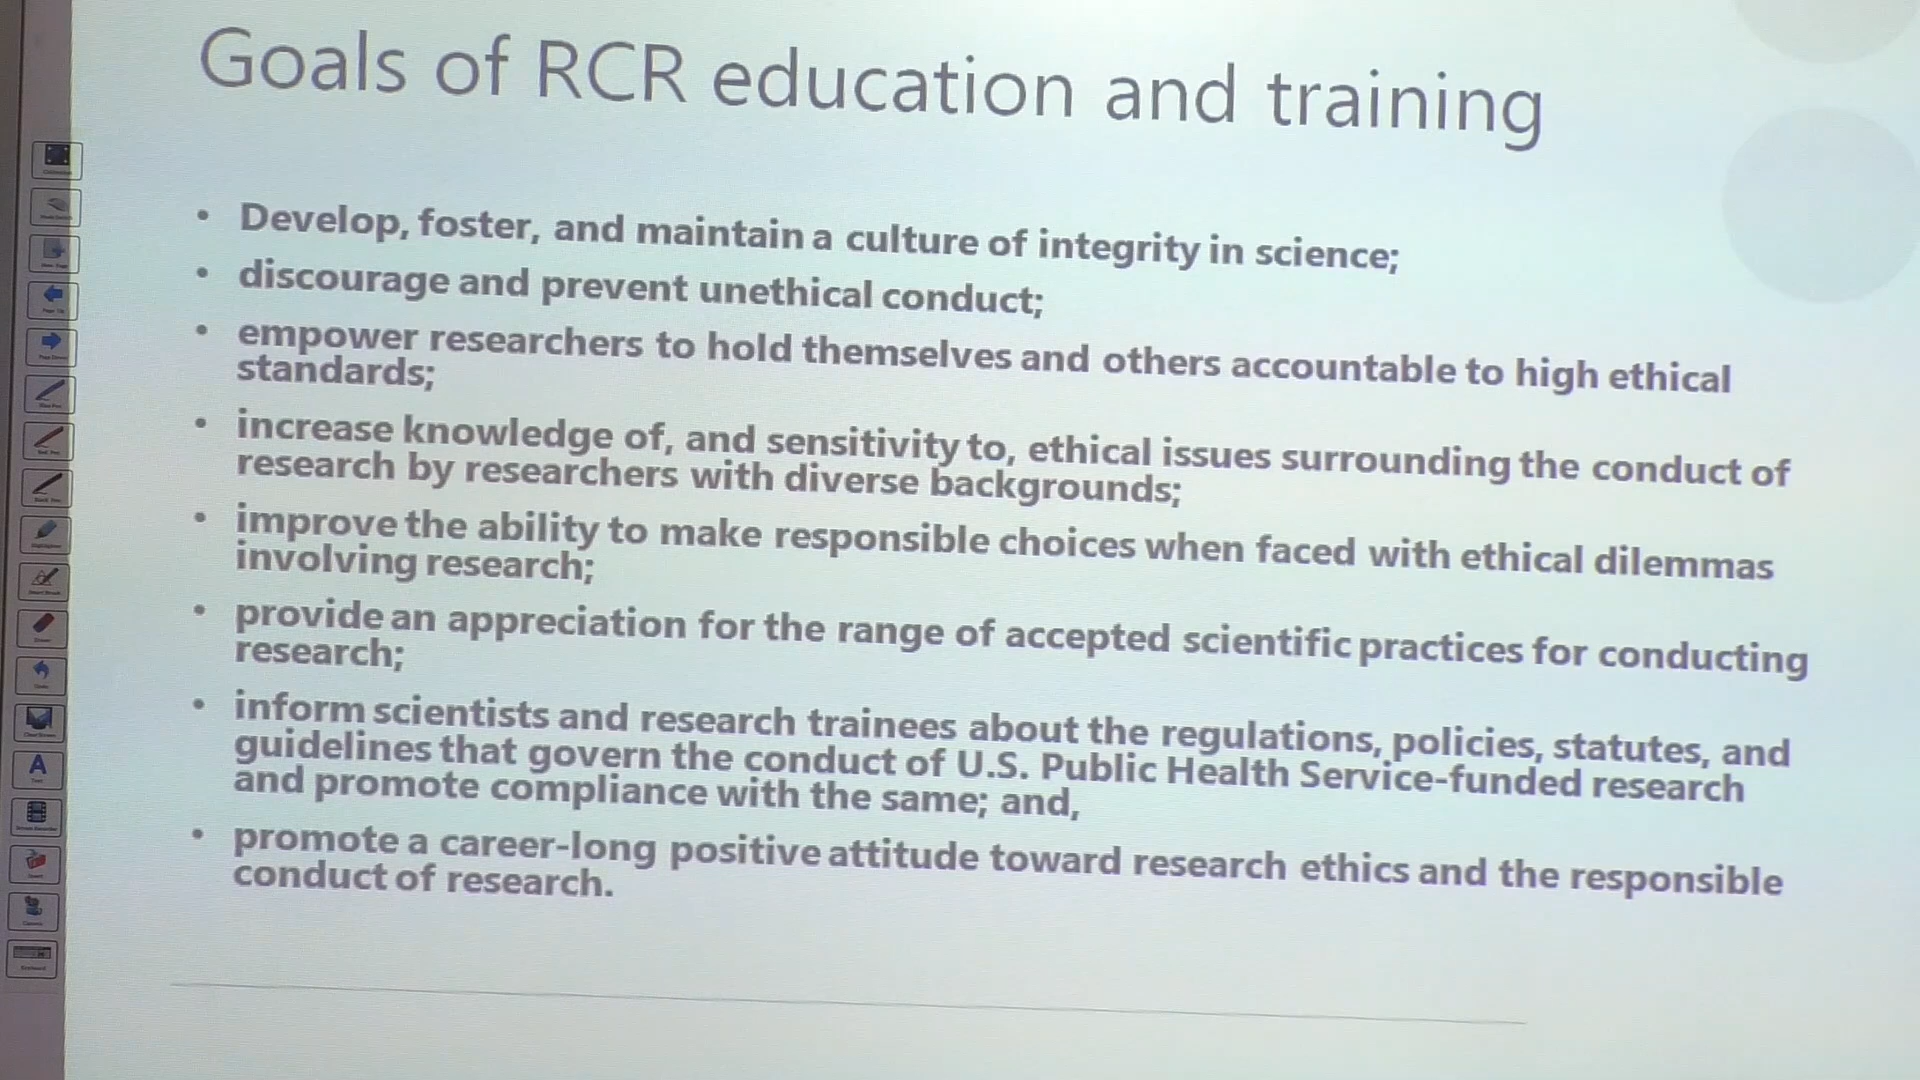 Goals of RCR education and training
• Develop, foster, and maintain a culture of integrity in science;
• discourage and prevent unethical conduct;
• empower researchers to hold themselves and others accountable to high ethical
standards;
• increase knowledge of, and sensitivity to, ethical issues surrounding the conduct of
research by researchers with diverse backgrounds;
• improve the ability to make responsible choices when faced with ethical dilemmas
involving research;
• provide an appreciation for the range of accepted scientific practices for conducting
research;
• inform scientists and research trainees about the regulations, policies, statutes, and
guidelines that govern the conduct of U.S. Public Health Service-funded research
and promote compliance with the same; and,
• promote a career-long positive attitude toward research ethics and the responsible
conduct of research.
A